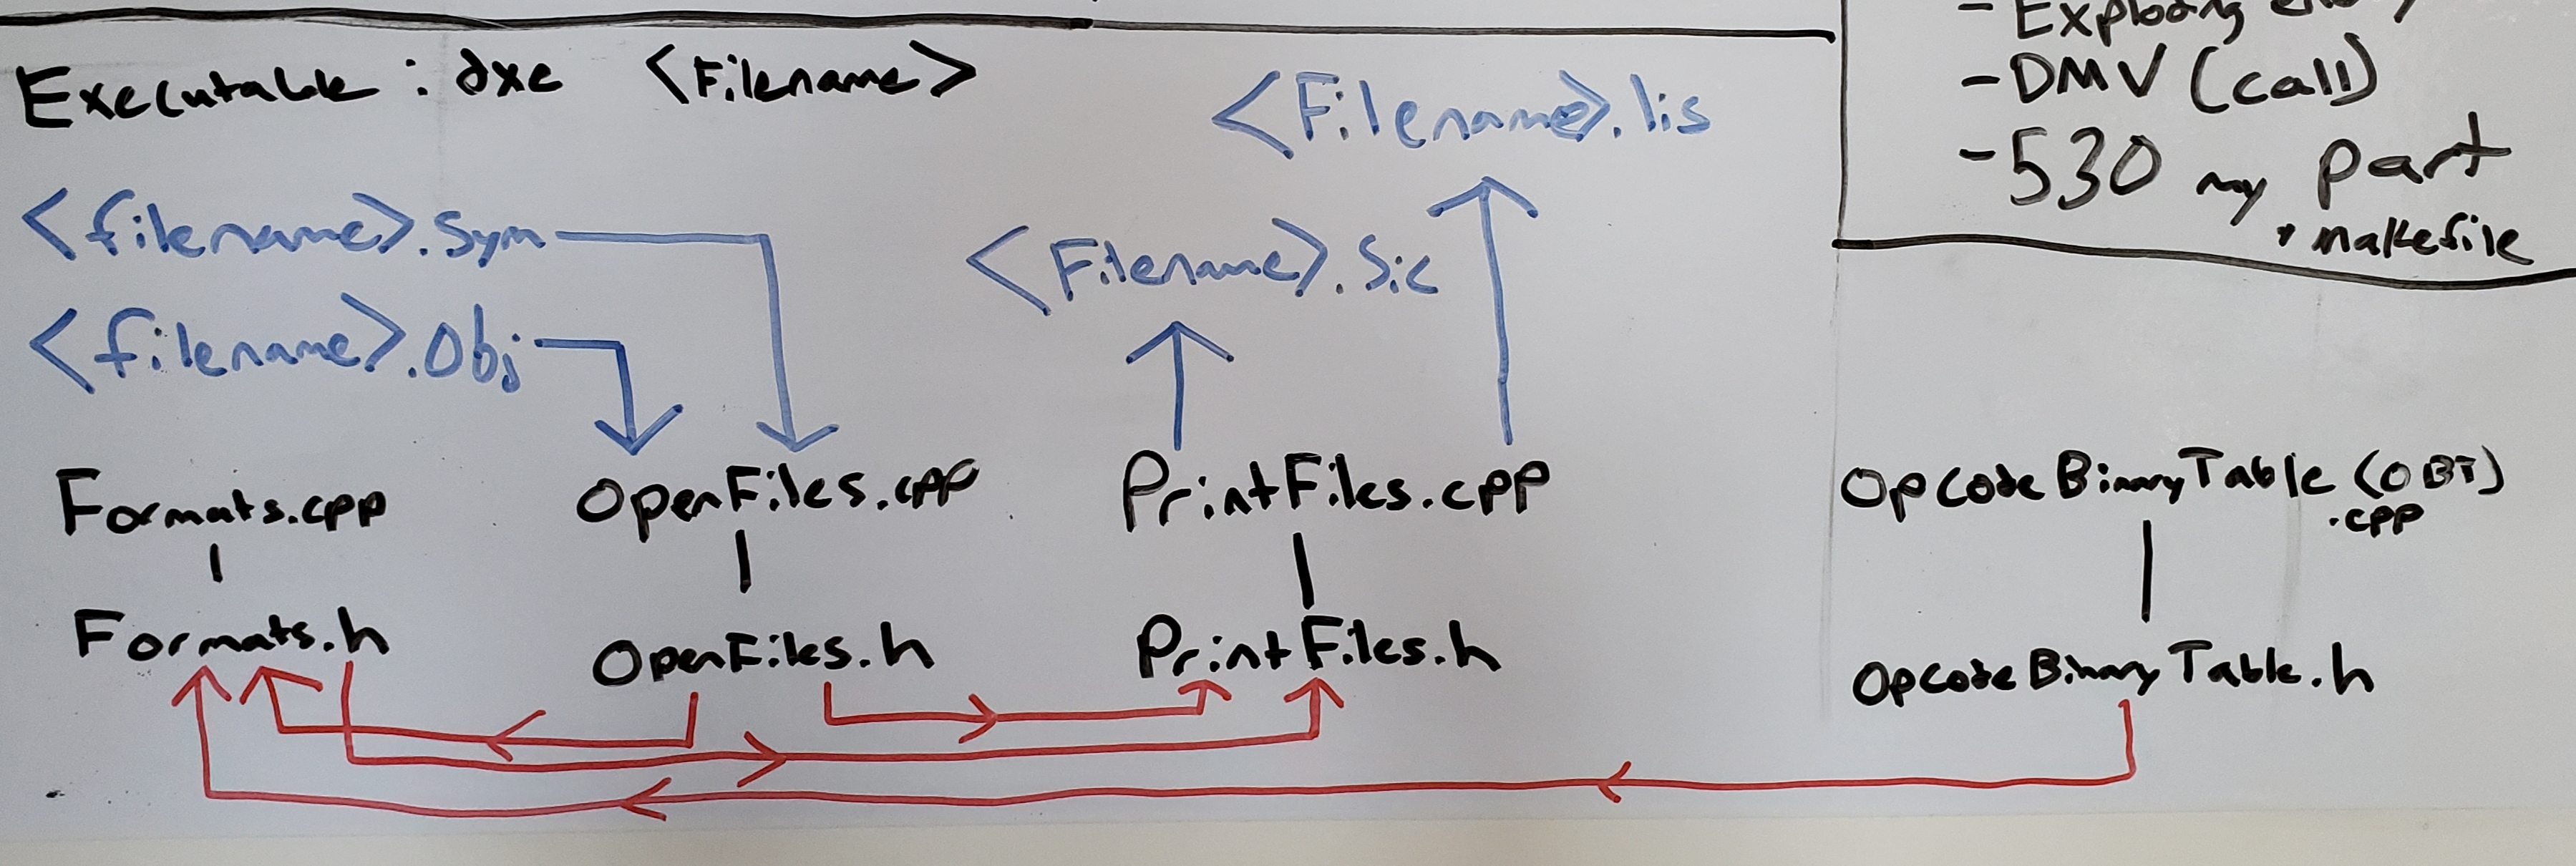 Executable : dxe <Filename>
<Filename>.lis
<filename>.Sym
<Filename>.Sic
<filename>.Obj
Formats.cpp
OpenFiles.cpp
PrintFiles.cpp
OpCodeBinaryTable (OBT)
.cpp
Formats.h
OpenFiles.h
PrintFiles.h
OpCodeBinaryTable.h
- Exploding
- DMV (call)
- 530 my part
• makefile